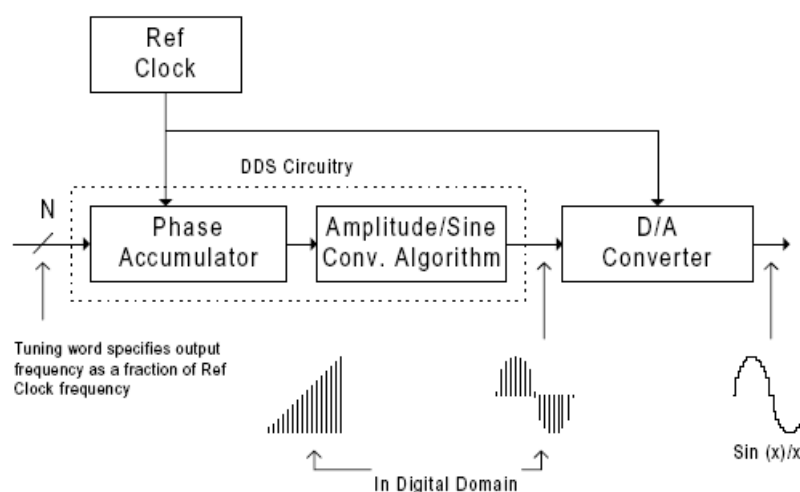 Ref
Clock
DDS Circuitry
N
Phase
Accumulator
Amplitude/Sine
Conv. Algorithm
D/A
Converter
Tuning word specifies output
frequency as a fraction of Ref
Clock frequency
Sin (x)/x
In Digital Domain